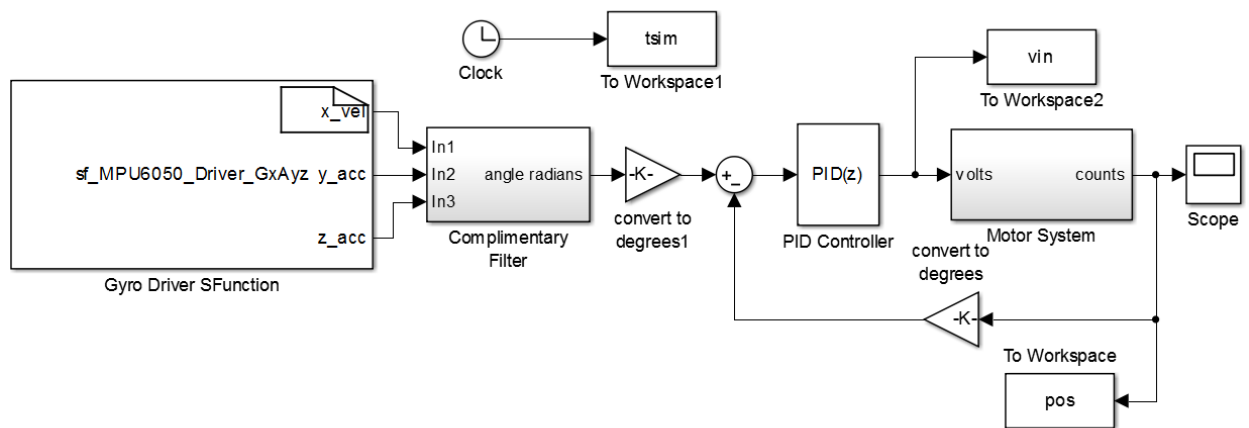 tsim
Clock
To Workspace1
vin
To Workspace2
x_vel
sf_MPU6050_Driver_GxAyz y_acc
z_acc
Gyro Driver SFunction
In1
In2
In3
angle radians
Complimentary
Filter
-K-
convert to
degrees1
+
-
PID(z)
PID Controller
volts
counts
Motor System
Scope
convert to
degrees
-K-
To Workspace
pos